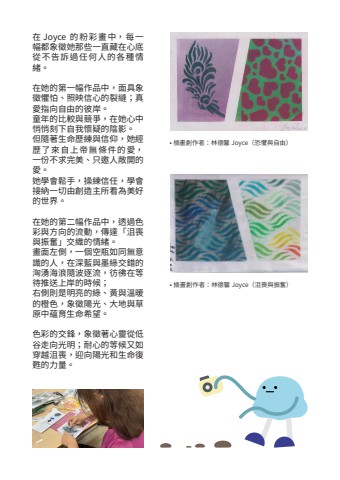 在 Joyce 的粉彩畫中，每一
幅都象徵她那些一直藏在心底
從不告訴過任何人的各種情
緒。
在她的第一幅作品中，面具象
徵懼怕、照映信心的裂縫；真
愛指向自由的彼岸。
童年的比較與競爭，在她心中
悄悄刻下自我懷疑的陰影。
但隨著生命歷練與信仰，她經
歷了來自上帝無條件的愛，
一份不求完美、只邀人敞開的
愛。
她學會鬆手，操練信任，學會
接納一切由創造主所看為美好
的世界。
在她的第二幅作品中，透過色
彩與方向的流動，傳達「沮喪
與振奮」交織的情緒。
畫面左側，一個空瓶如同無意
識的人，在深藍與墨綠交錯的
洶湧海浪隨波逐流，彷彿在等
待推送上岸的時候；
右側則是明亮的綠、黃與溫暖
的橙色，象徵陽光、大地與草
原中蘊育生命希望。
色彩的交鋒，象徵著心靈從低
谷走向光明；耐心的等候又如
穿越沮喪，迎向陽光和生命復
甦的力量。
• 插畫創作者：林德馨 Joyce（恐懼與自由）
• 插畫創作者：林德馨 Joyce（沮喪與振奮）